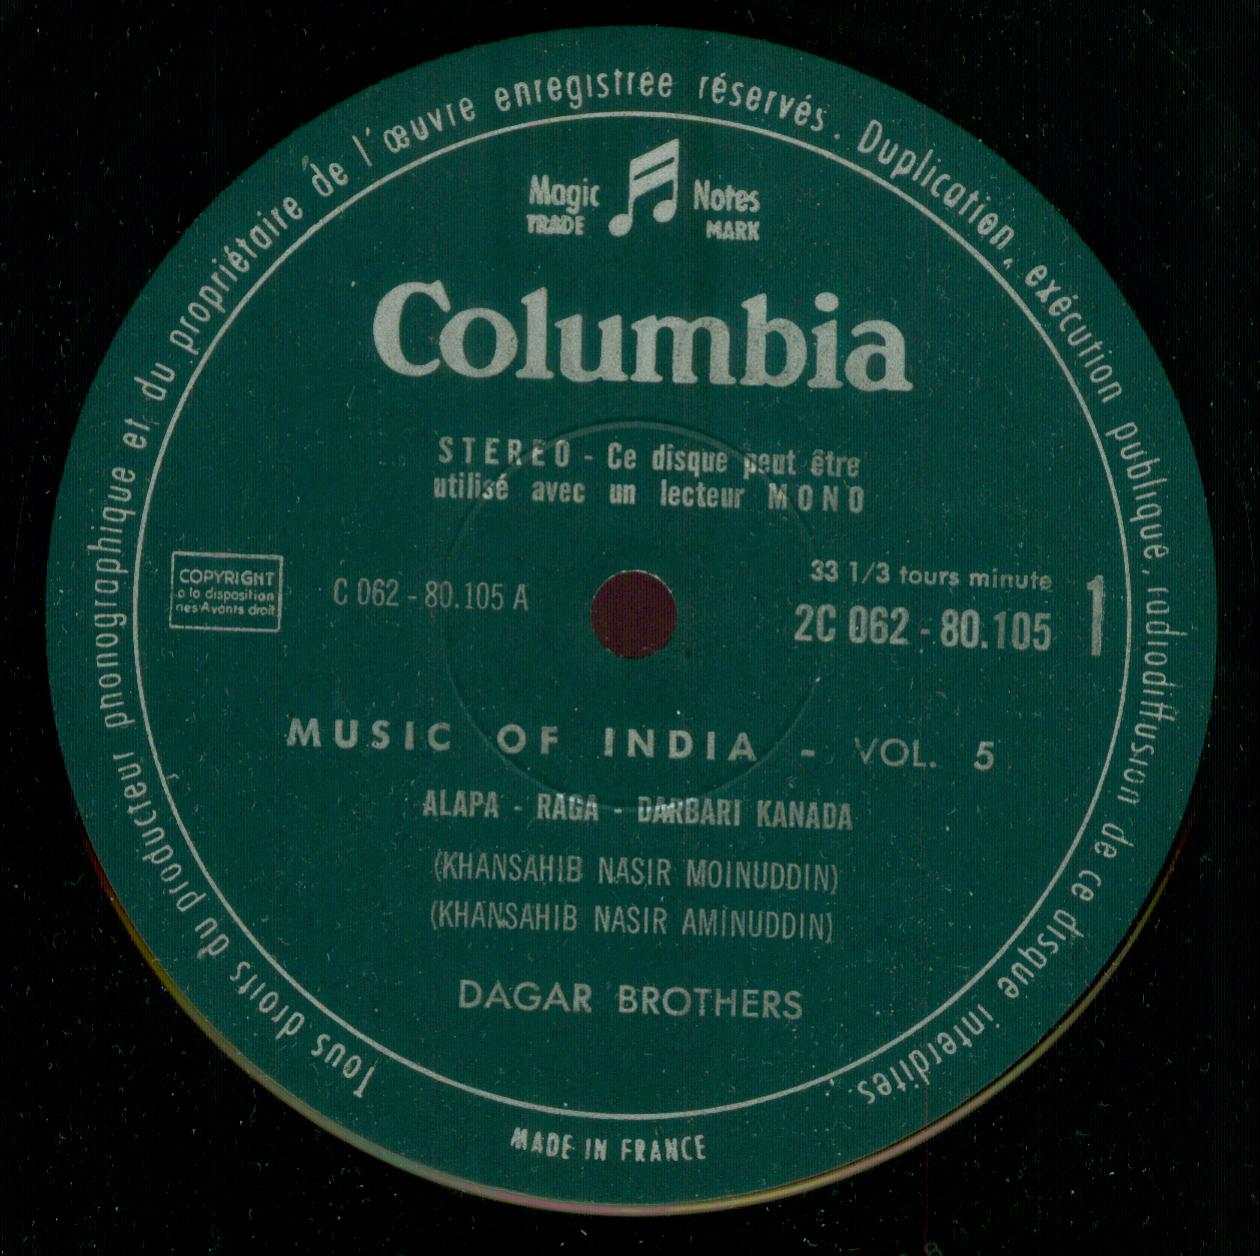 Tous droits du producteur phonographique et du propriétaire de l'œuvre enregistrée réservés. Duplication, exécution publique, radiodiffusion de ce disque interdites.
Magic Notes
TRADE MARK
Columbia
STEREO - Ce disque peut être
utilisé avec un lecteur MONO
COPYRIGHT
a la disposition
des Ayants droit
C 062 - 80.105 A
33 1/3 tours minute
2C 062 - 80.105
1
MUSIC OF INDIA - VOL. 5
ALAPA - RAGA - DARBARI KANADA
(KHANSAHIB NASIR MOINUDDIN)
(KHANSAHIB NASIR AMINUDDIN)
DAGAR BROTHERS
MADE IN FRANCE